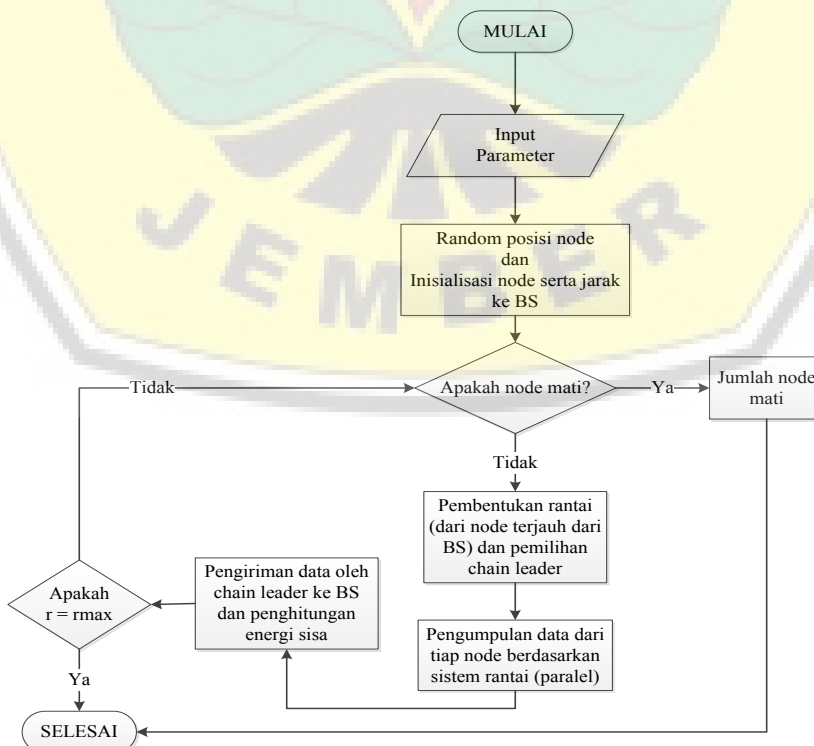 MULAI
Input
Parameter
Random posisi node
dan
Inisialisasi node serta jarak
ke BS
JEMBER
Tidak
Apakah node mati?
Ya
Jumlah node
mati
Tidak
Pembentukan rantai
(dari node terjauh dari
BS) dan pemilihan
chain leader
Pengumpulan data dari
tiap node berdasarkan
sistem rantai (paralel)
Pengiriman data oleh
chain leader ke BS
dan penghitungan
energi sisa
Apakah
r = rmax
Ya
SELESAI